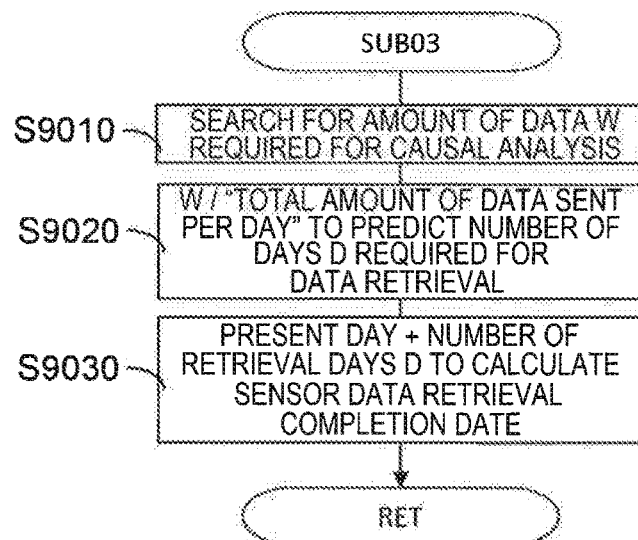 SUB03
S9010
SEARCH FOR AMOUNT OF DATA W
REQUIRED FOR CAUSAL ANALYSIS
S9020
W / "TOTAL AMOUNT OF DATA SENT
PER DAY" TO PREDICT NUMBER OF
DAYS D REQUIRED FOR
DATA RETRIEVAL
S9030
PRESENT DAY + NUMBER OF
RETRIEVAL DAYS D TO CALCULATE
SENSOR DATA RETRIEVAL
COMPLETION DATE
RET